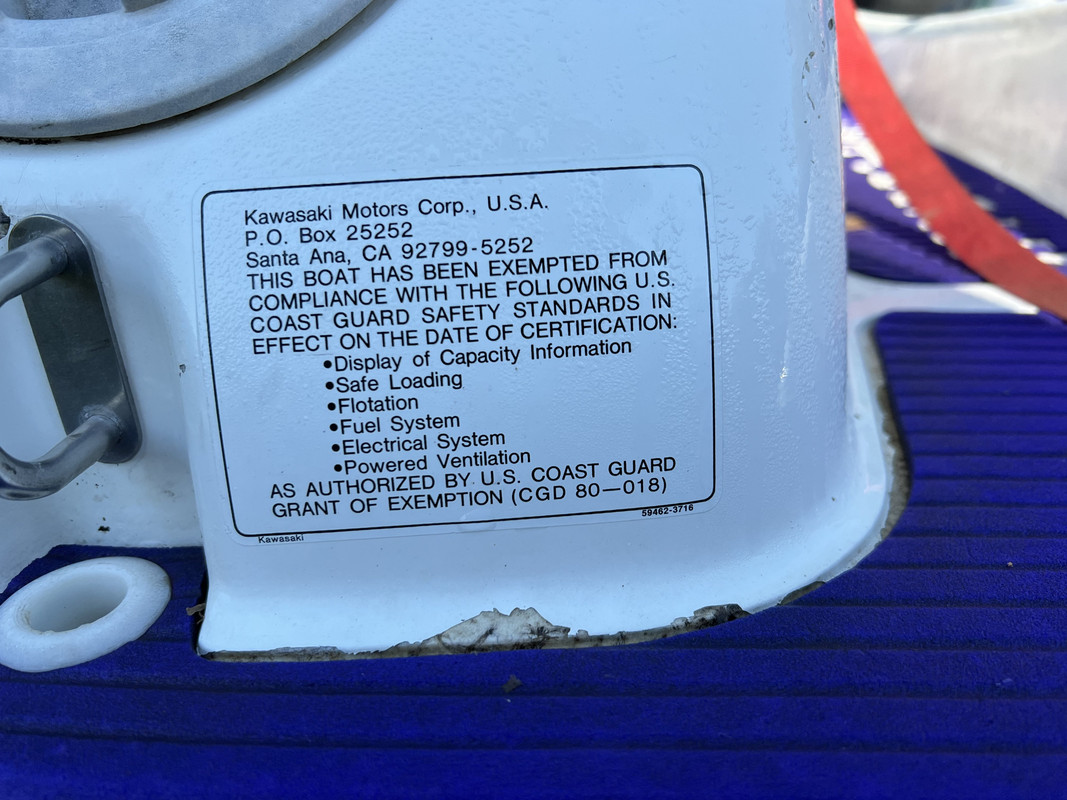 Kawasaki Motors Corp., U.S.A.
P.O. Box 25252
Santa Ana, CA 92799-5252
THIS BOAT HAS BEEN EXEMPTED FROM
COMPLIANCE WITH THE FOLLOWING U.S.
COAST GUARD SAFETY STANDARDS IN
EFFECT ON THE DATE OF CERTIFICATION:
•Display of Capacity Information
•Safe Loading
•Flotation
•Fuel System
•Electrical System
•Powered Ventilation
AS AUTHORIZED BY U.S. COAST GUARD
GRANT OF EXEMPTION (CGD 80—018)
Kawasaki 59462-3716